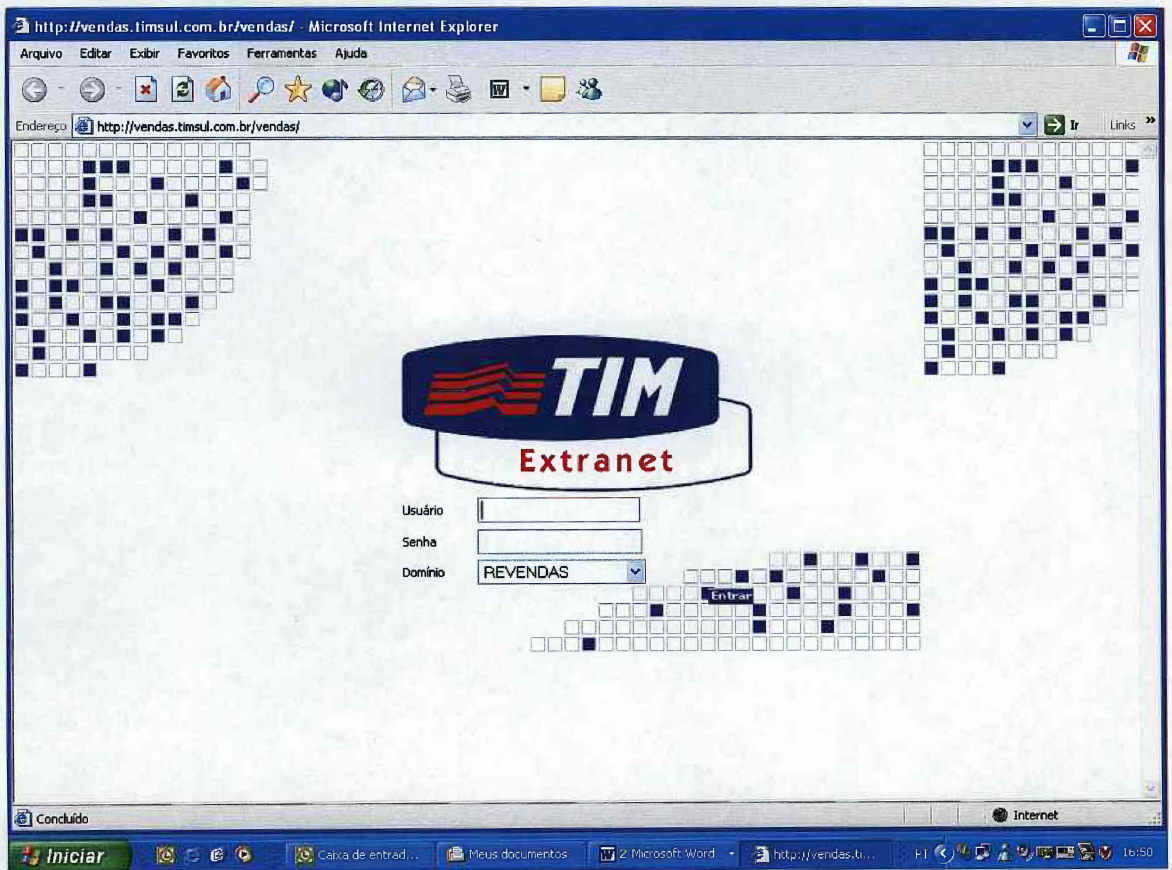 http://vendas.timsul.com.br/vendas/ - Microsoft Internet Explorer
Arquivo Editar Exibir Favoritos Ferramentas Ajuda
Endereço http://vendas.timsul.com.br/vendas/ Ir Links »
TIM
Extranet
Usuário
Senha
Domínio REVENDAS
Entrar
Concluído Internet
Iniciar Caixa de entrad... Meus documentos 2 Microsoft Word http://vendas.ti... PT 16:50